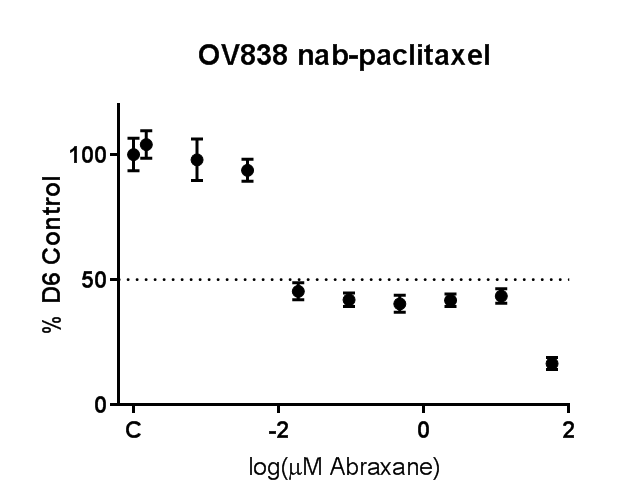 OV838 nab-paclitaxel
% D6 Control
100
50
0
C
-2
0
2
log(μM Abraxane)